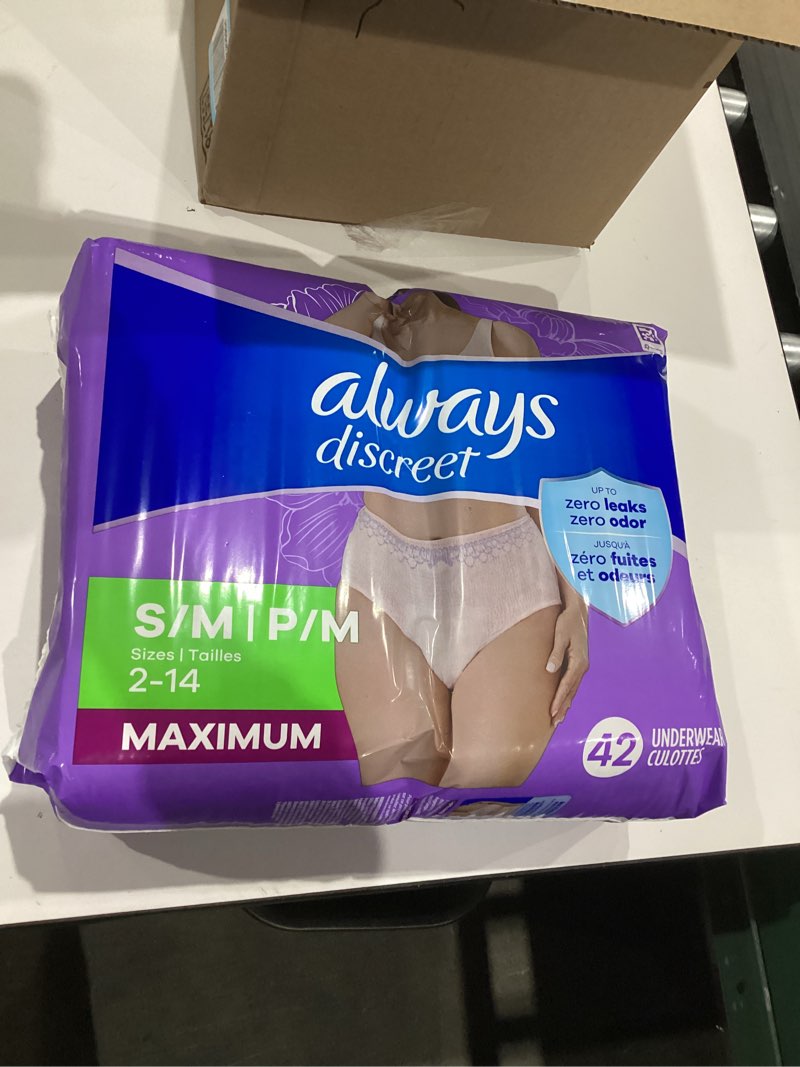 always
discreet
UP TO
zero leaks
zero odor
JUSQU'À
zéro fuites
et odeurs
S/M | P/M
Sizes | Tailles
2-14
MAXIMUM
42
UNDERWEAR
CULOTTES